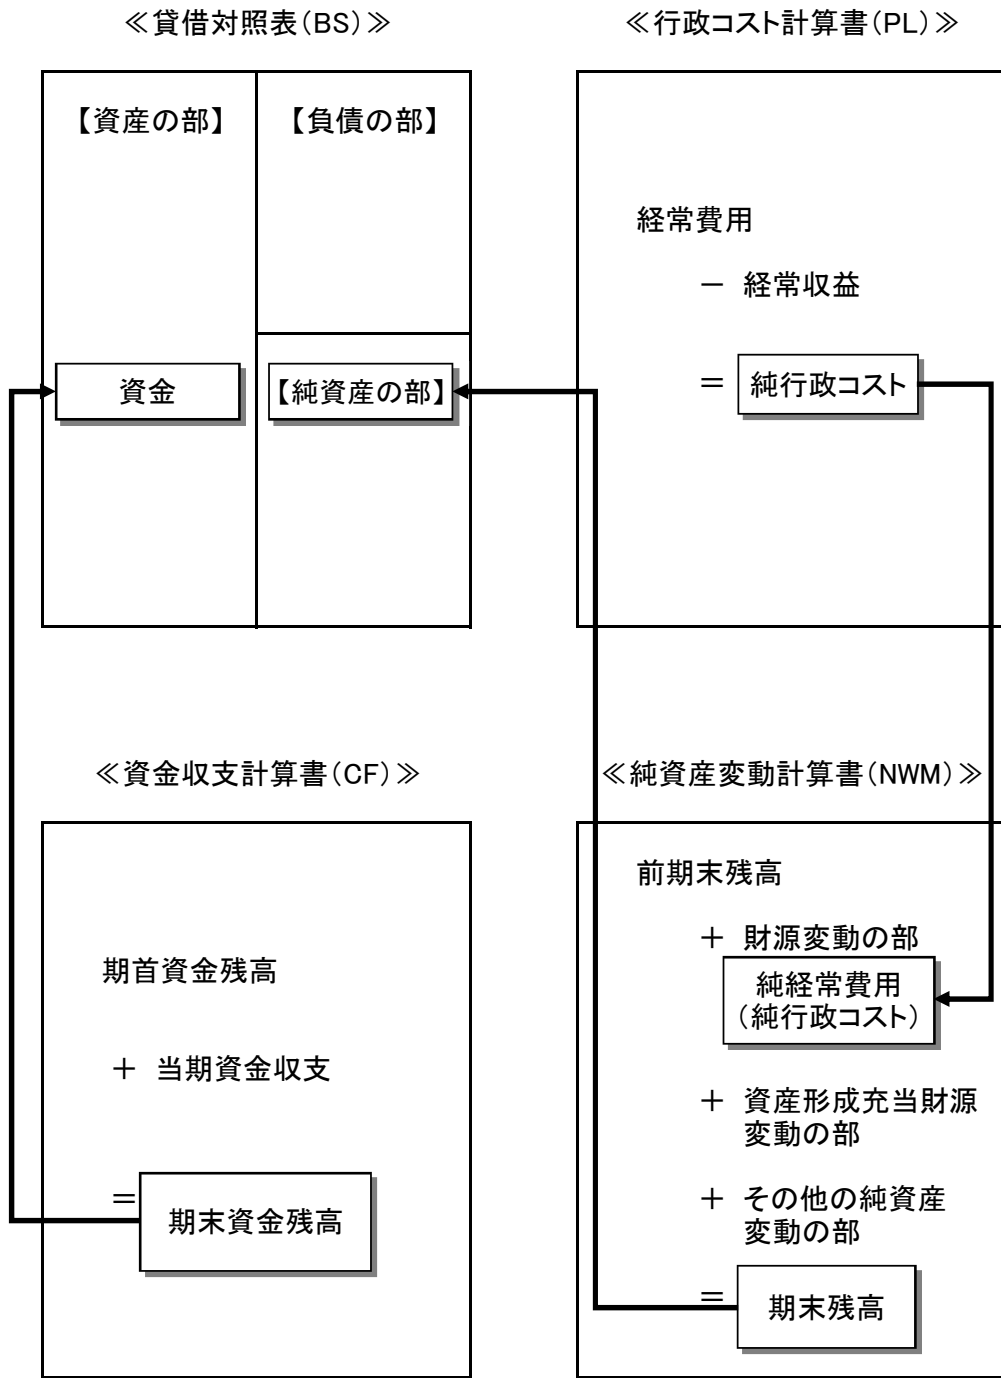 ≪貸借対照表(BS)≫
【資産の部】
【負債の部】
資金
【純資産の部】
≪行政コスト計算書(PL)≫
経常費用
－ 経常収益
＝ 純行政コスト
≪資金収支計算書(CF)≫
期首資金残高
＋ 当期資金収支
＝ 期末資金残高
≪純資産変動計算書(NWM)≫
前期末残高
＋ 財源変動の部
純経常費用
(純行政コスト)
＋ 資産形成充当財源
変動の部
＋ その他の純資産
変動の部
＝ 期末残高